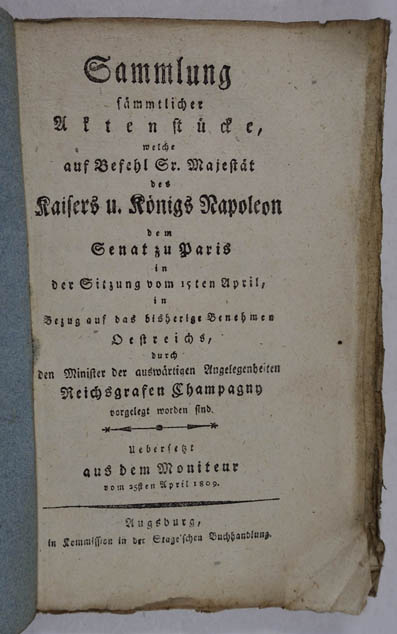 Sammlung
sämmtlicher
Aktenstücke,
welche
auf Befehl Sr. Majestät
des
Kaisers u. Königs Napoleon
dem
Senat zu Paris
in
der Sitzung vom 15ten April,
in
Bezug auf das bisherige Benehmen
Oestreichs,
durch
den Minister der auswärtigen Angelegenheiten
Reichsgrafen Champagny
vorgelegt worden sind.
Uebersetzt
aus dem Moniteur
vom 25sten April 1809.
Augsburg,
in Kommission in der Stage'schen Buchhandlung.